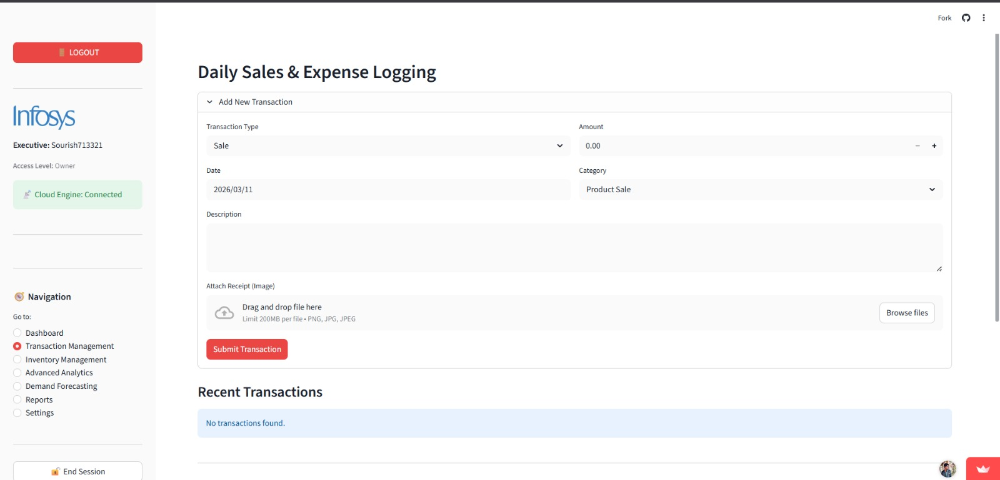 Fork
LOGOUT
Infosys
Executive: Sourish713321
Access Level: Owner
Cloud Engine: Connected
Navigation
Go to:
Dashboard
Transaction Management
Inventory Management
Advanced Analytics
Demand Forecasting
Reports
Settings
End Session
Daily Sales & Expense Logging
Add New Transaction
Transaction Type
Amount
Sale
0.00
Date
Category
2026/03/11
Product Sale
Description
Attach Receipt (Image)
Drag and drop file here
Limit 200MB per file • PNG, JPG, JPEG
Browse files
Submit Transaction
Recent Transactions
No transactions found.